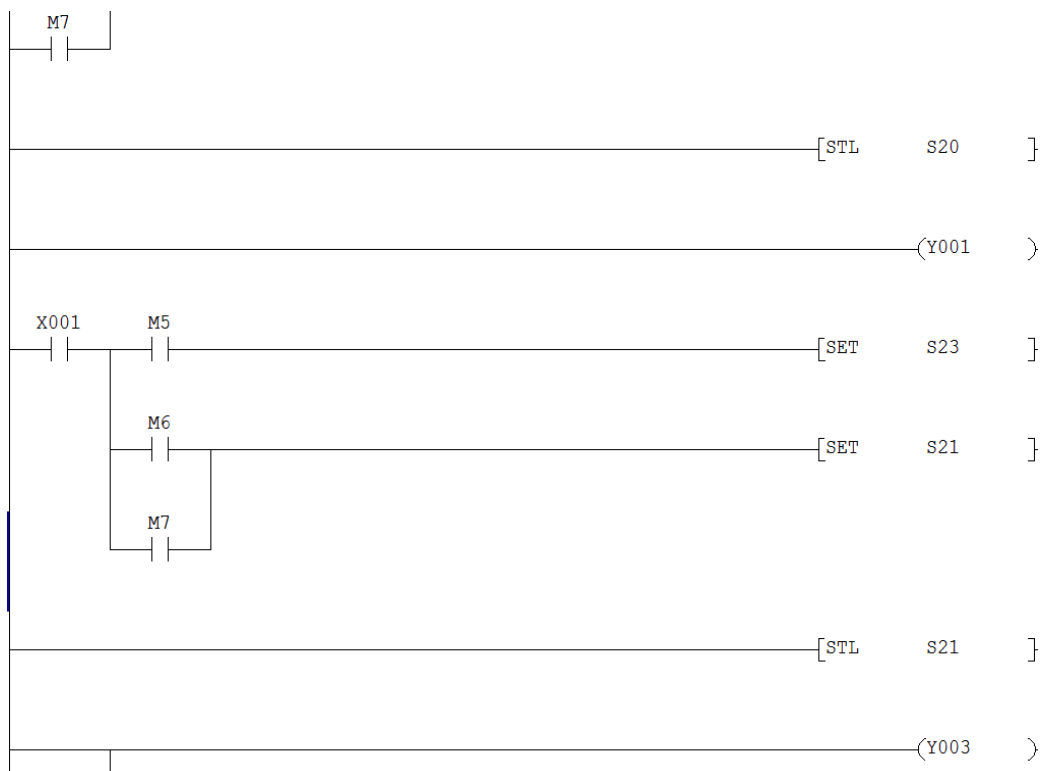 M7
[STL S20 ]
(Y001 )
X001 M5
[SET S23 ]
M6
[SET S21 ]
M7
[STL S21 ]
(Y003 )